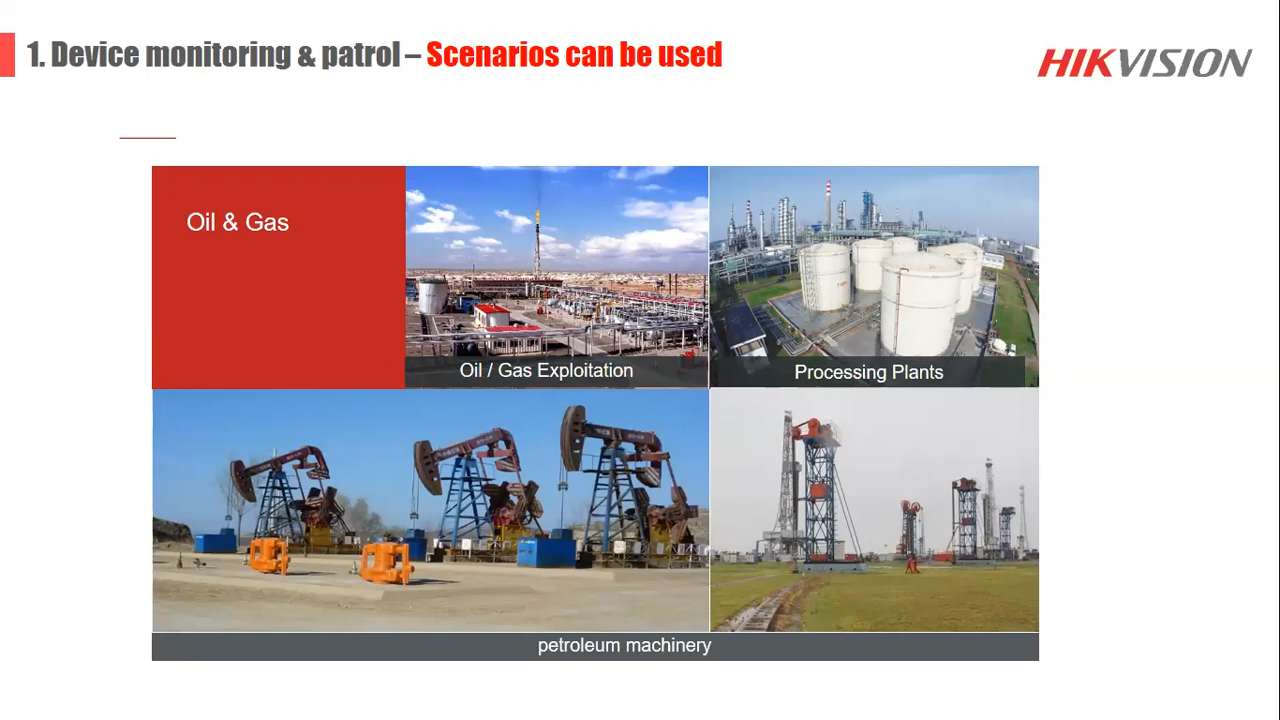 1. Device monitoring & patrol – Scenarios can be used
HIKVISION
Oil & Gas
Oil / Gas Exploitation
Processing Plants
petroleum machinery